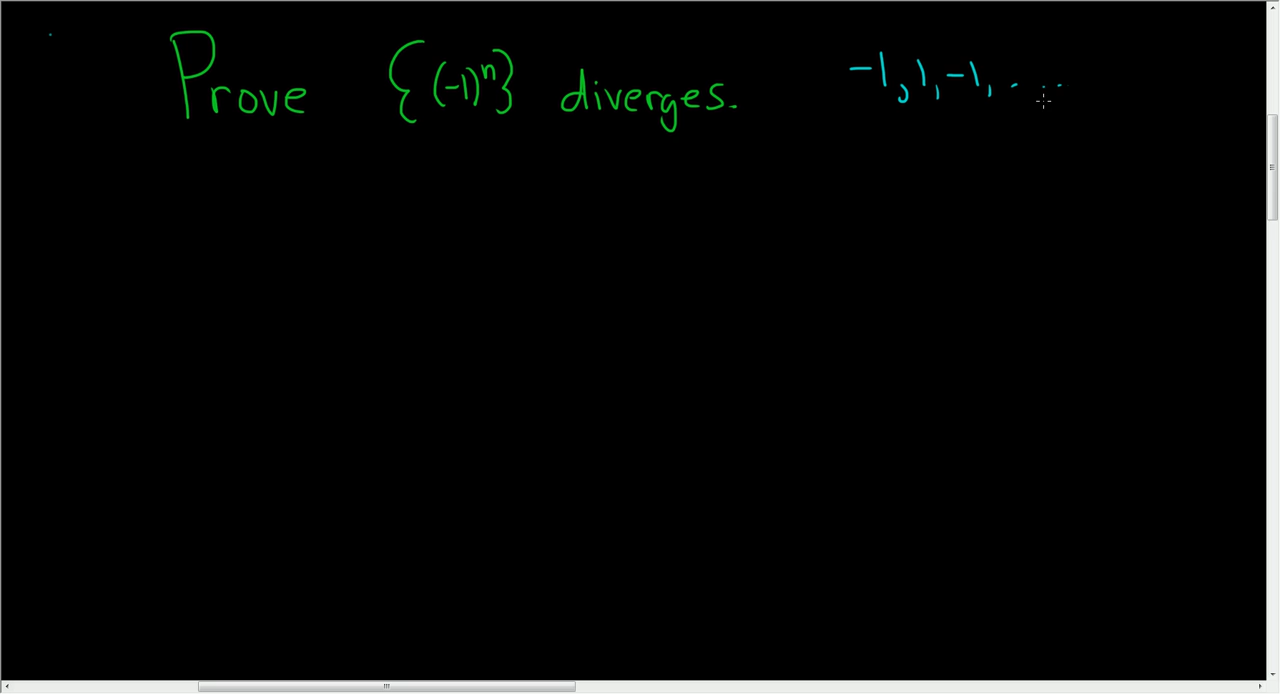 Prove {(-1)ⁿ} diverges. -1, 1, -1, ...